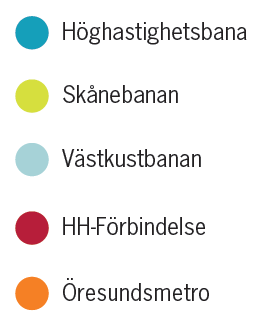 Höghastighetsbana
Skånebanan
Västkustbanan
HH-Förbindelse
Öresundsmetro